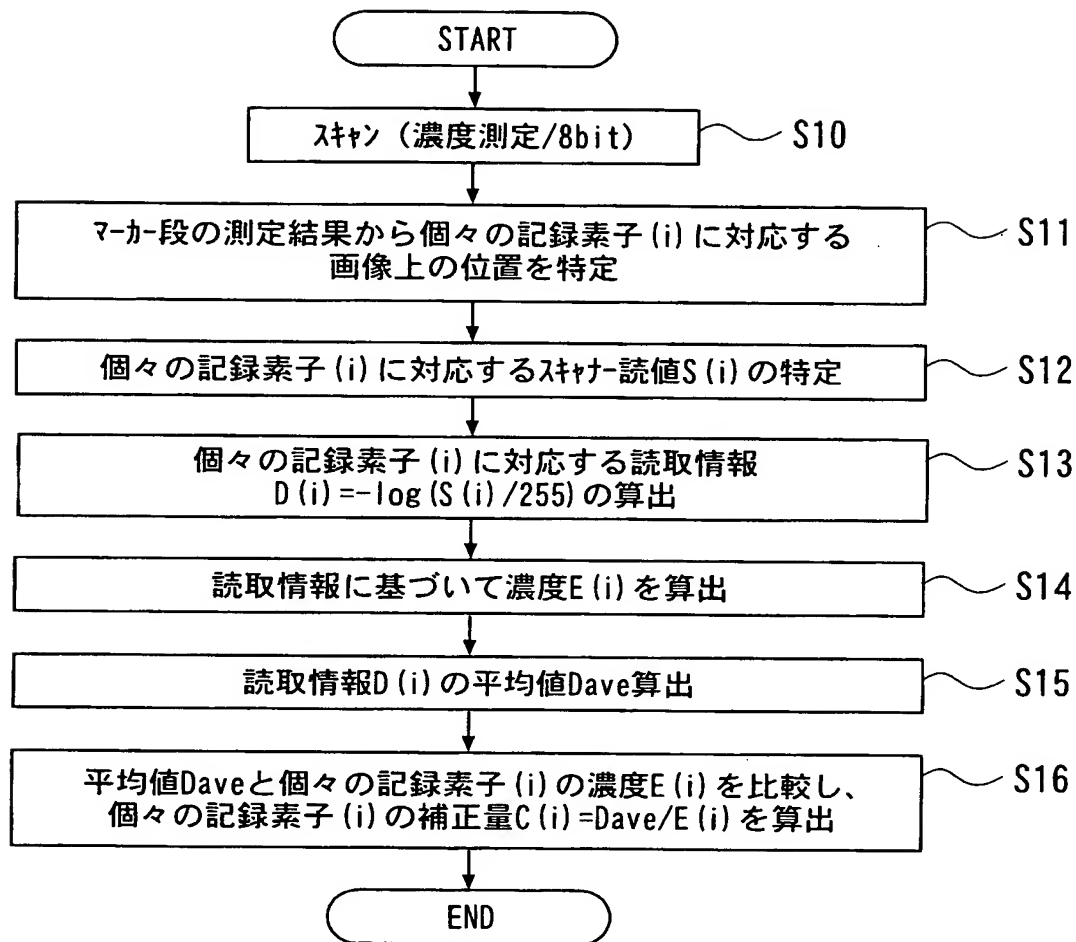 START
ｽｷｬﾝ (濃度測定/8bit)
S10
ﾏｰｶｰ段の測定結果から個々の記録素子(i)に対応する
画像上の位置を特定
S11
個々の記録素子(i)に対応するｽｷｬﾅｰ読値S(i)の特定
S12
個々の記録素子(i)に対応する読取情報
D(i)=-log(S(i)/255)の算出
S13
読取情報に基づいて濃度E(i)を算出
S14
読取情報D(i)の平均値Dave算出
S15
平均値Daveと個々の記録素子(i)の濃度E(i)を比較し、
個々の記録素子(i)の補正量C(i)=Dave/E(i)を算出
S16
END